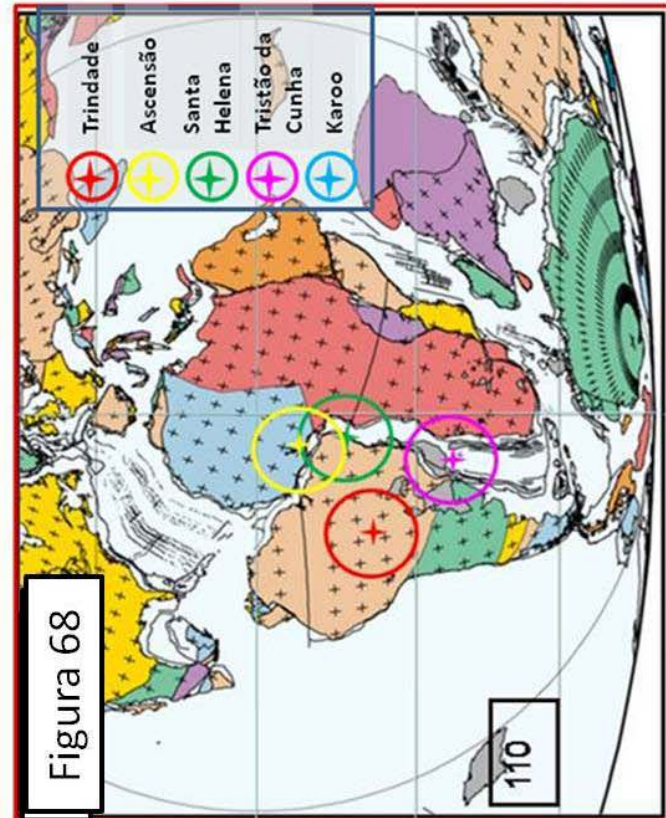 Figura 68
Trindade
Ascensão
Santa
Helena
Tristão da
Cunha
Karoo
110